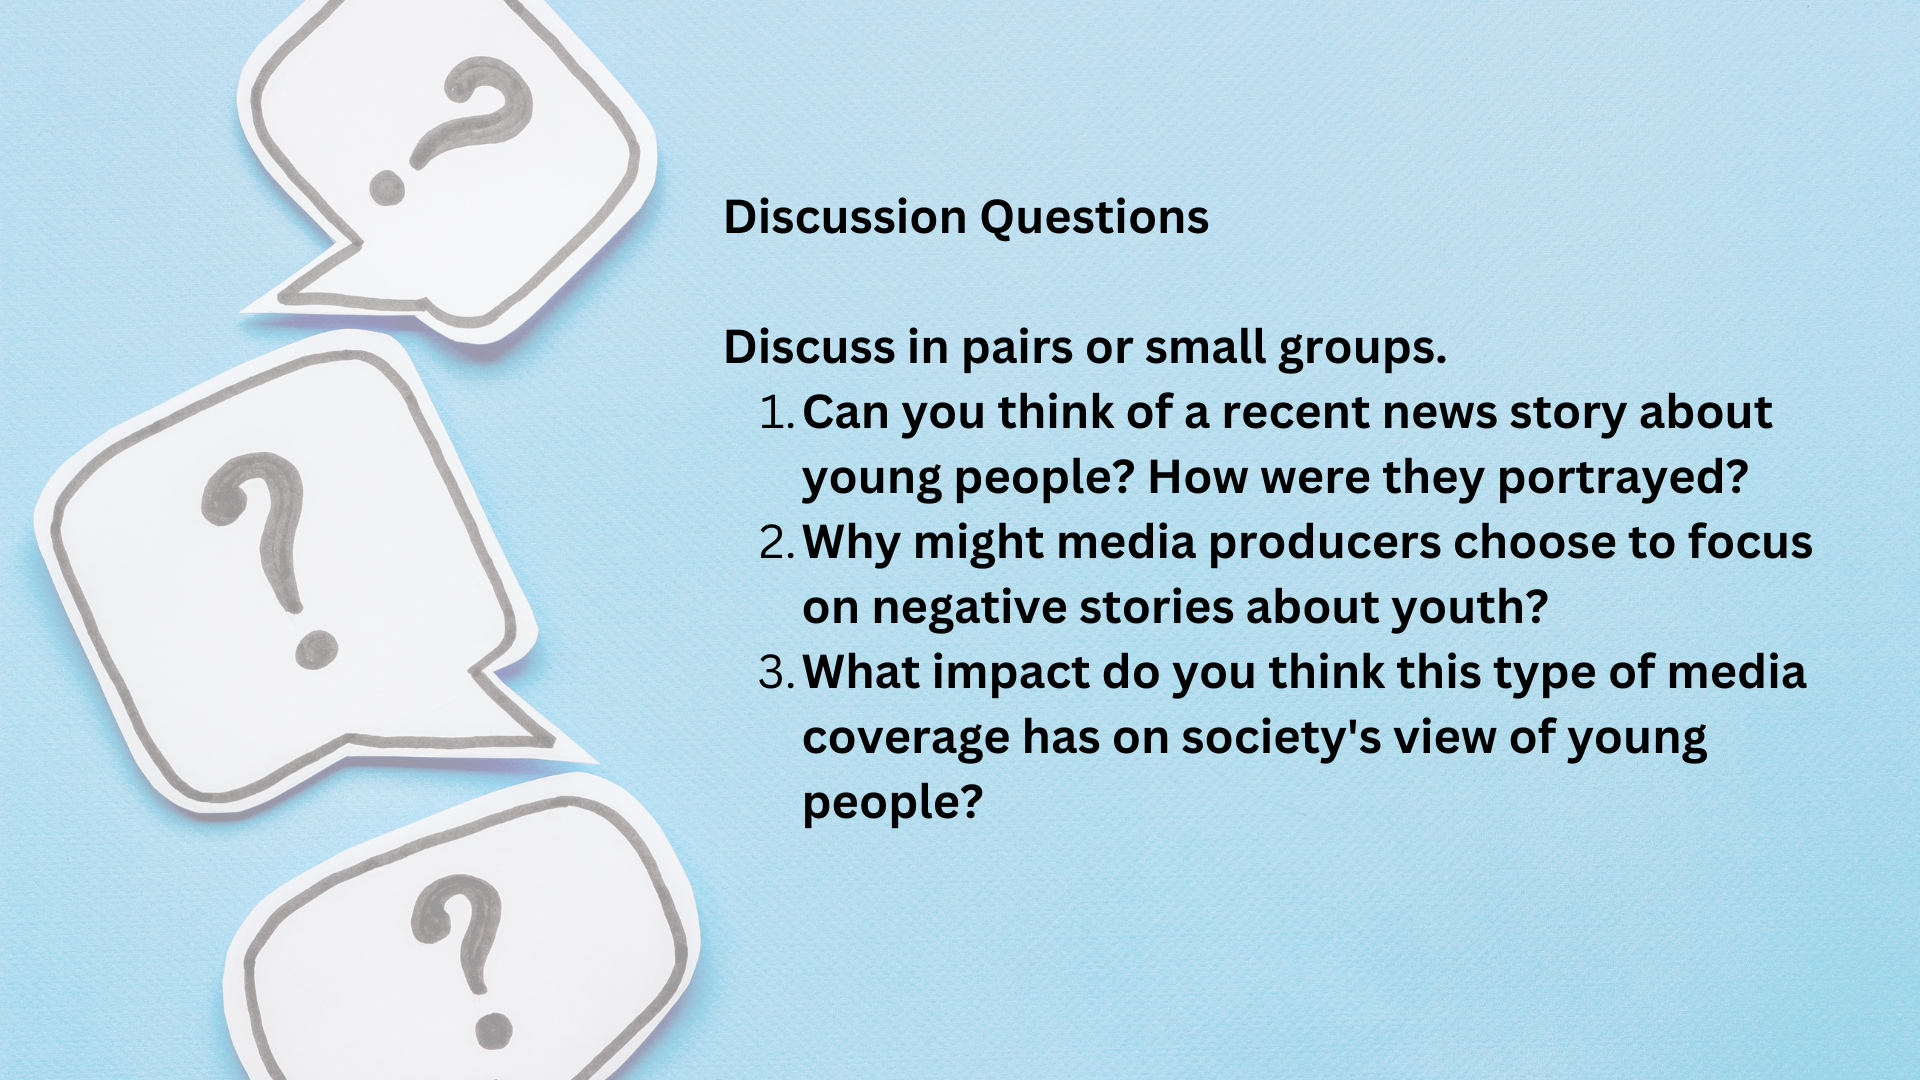 ?
Discussion Questions
Discuss in pairs or small groups.
1. Can you think of a recent news story about
young people? How were they portrayed?
?
2. Why might media producers choose to focus
on negative stories about youth?
3. What impact do you think this type of media
coverage has on society's view of young
people?
?